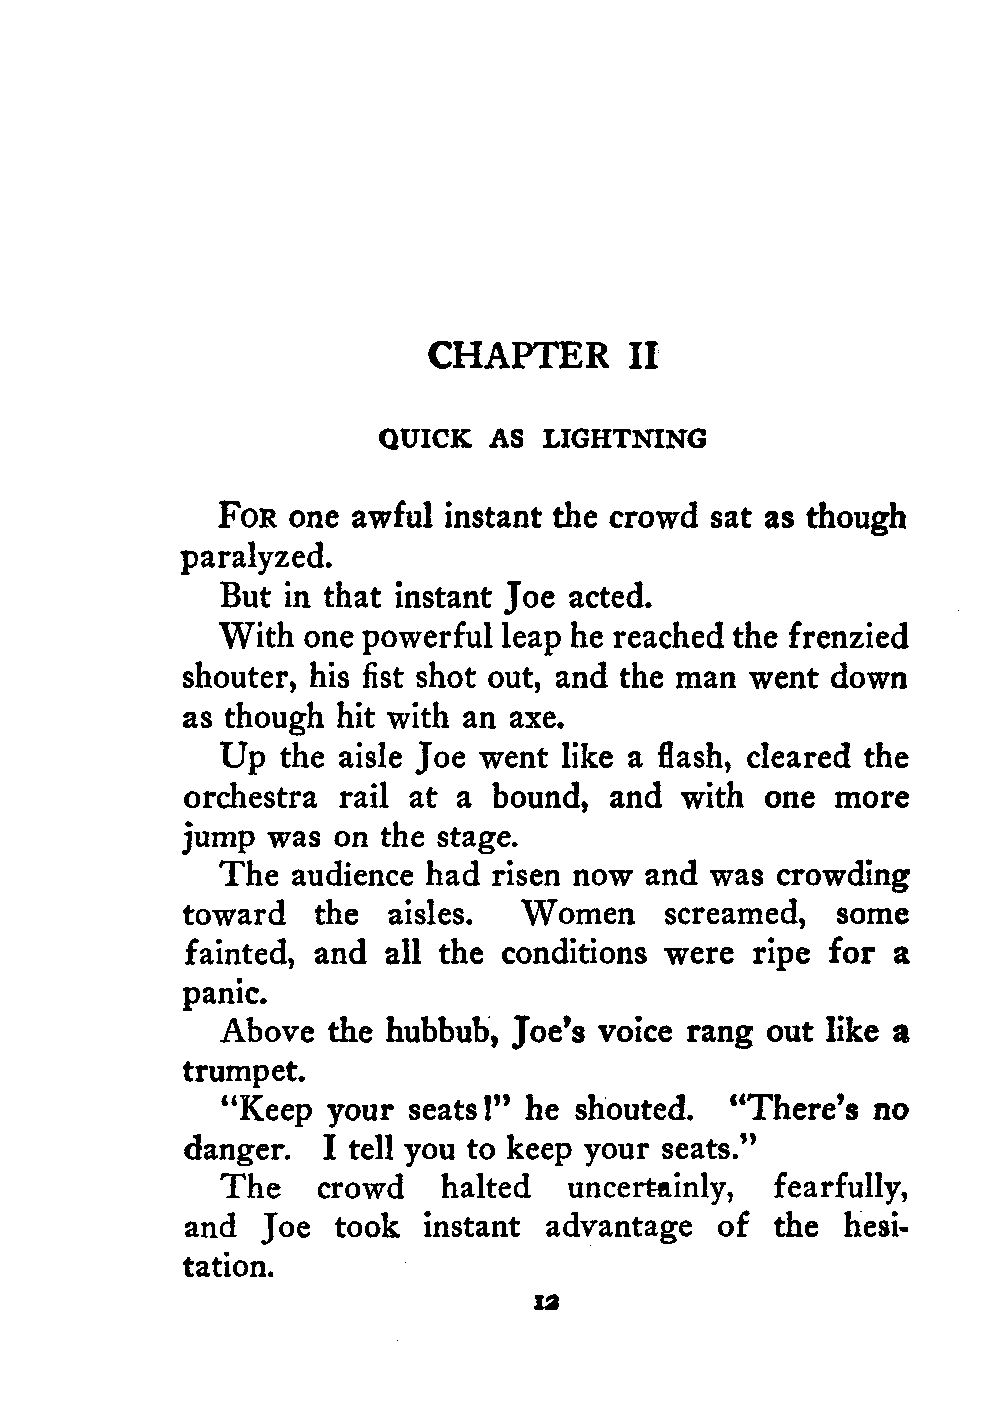 CHAPTER II
QUICK AS LIGHTNING
FOR one awful instant the crowd sat as though
paralyzed.
But in that instant Joe acted.
With one powerful leap he reached the frenzied
shouter, his fist shot out, and the man went down
as though hit with an axe.
Up the aisle Joe went like a flash, cleared the
orchestra rail at a bound, and with one more
jump was on the stage.
The audience had risen now and was crowding
toward the aisles. Women screamed, some
fainted, and all the conditions were ripe for a
panic.
Above the hubbub, Joe's voice rang out like a
trumpet.
"Keep your seats!" he shouted. "There's no
danger. I tell you to keep your seats."
The crowd halted uncertainly, fearfully,
and Joe took instant advantage of the hesi-
tation.
12